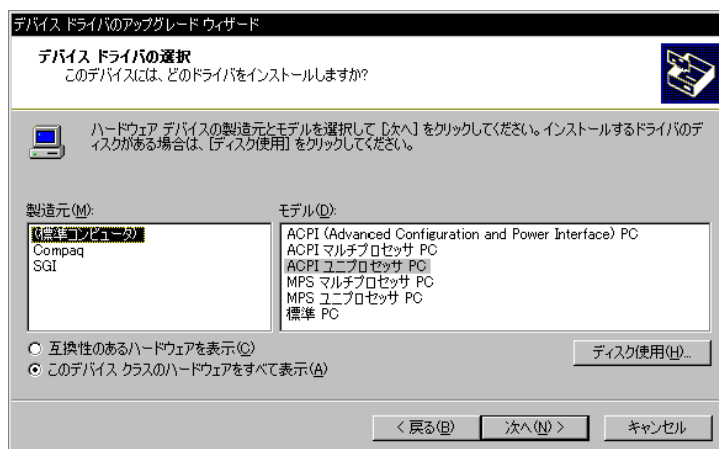 デバイス ドライバのアップグレード ウィザード
デバイス ドライバの選択
このデバイスには、どのドライバをインストールしますか?
ハードウェア デバイスの製造元とモデルを選択して [次へ] をクリックしてください。インストールするドライバのデ
ィスクがある場合は、[ディスク使用] をクリックしてください。
製造元(M):
(標準コンピュータ)
Compaq
SGI
モデル(D):
ACPI (Advanced Configuration and Power Interface) PC
ACPI マルチプロセッサ PC
ACPI ユニプロセッサ PC
MPS マルチプロセッサ PC
MPS ユニプロセッサ PC
標準 PC
互換性のあるハードウェアを表示(C)
このデバイス クラスのハードウェアをすべて表示(A)
ディスク使用(H)...
< 戻る(B)
次へ(N) >
キャンセル